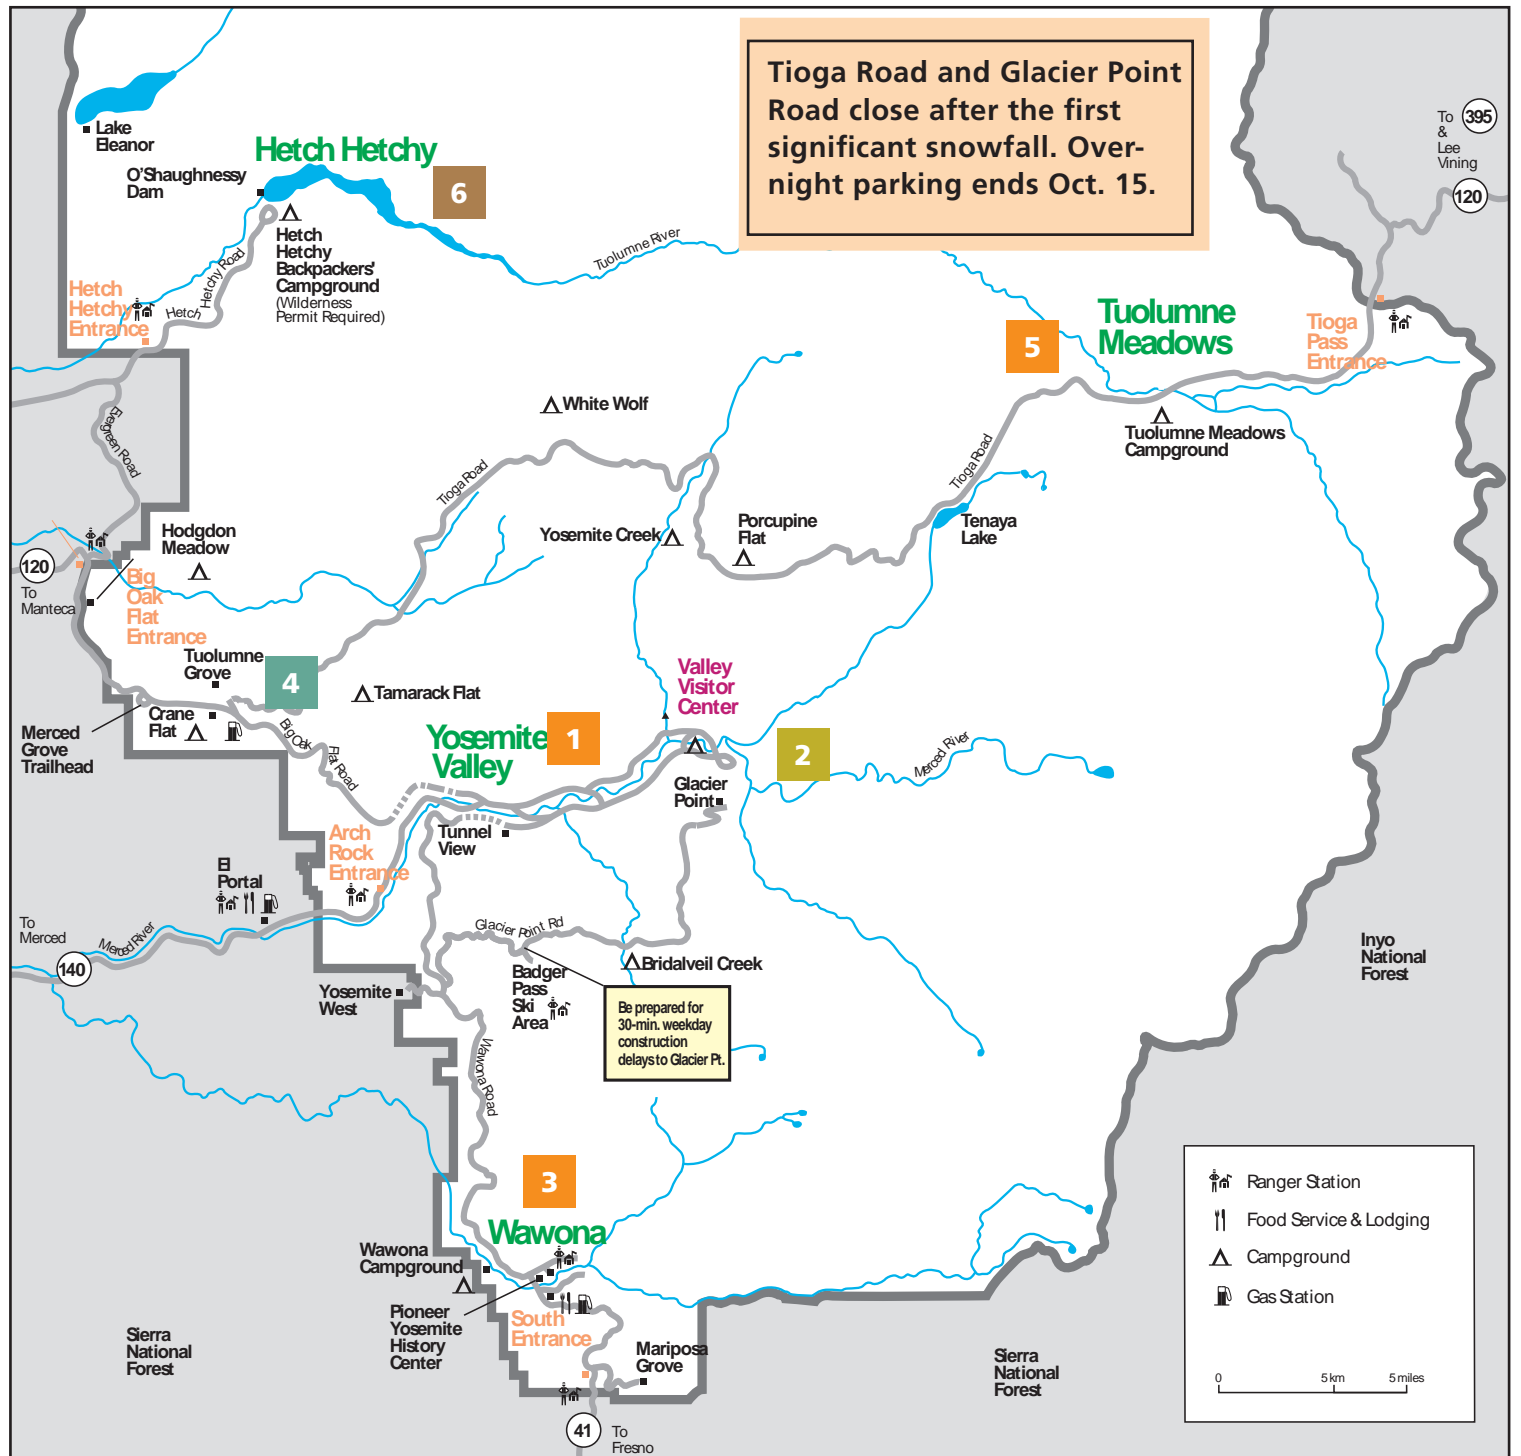 Tioga Road and Glacier Point
Road close after the first
significant snowfall. Over-
night parking ends Oct. 15.
To
&
Lee
Vining
395
120
Lake
Eleanor
Hetch Hetchy
6
O'Shaughnessy
Dam
Hetch
Hetchy
Backpackers'
Campground
(Wilderness
Permit Required)
Tuolumne River
Hetch Hetchy Road
Hetch
Hetchy
Entrance
Tuolumne
Meadows
5
Tioga
Pass
Entrance
Evergreen Road
White Wolf
Tuolumne Meadows
Campground
Tioga Road
Tioga Road
Hodgdon
Meadow
Yosemite Creek
Porcupine
Flat
Tenaya
Lake
120
To
Manteca
Big
Oak
Flat
Entrance
Tuolumne
Grove
4
Tamarack Flat
Valley
Visitor
Center
Crane
Flat
Merced
Grove
Trailhead
Big Oak Flat Road
Yosemite
Valley
1
2
Merced River
Glacier
Point
Tunnel
View
Arch
Rock
Entrance
El
Portal
To
Merced
140
Merced River
Glacier Point Rd
Bridalveil Creek
Inyo
National
Forest
Badger
Pass
Ski
Area
Yosemite
West
Be prepared for
30-min. weekday
construction
delays to Glacier Pt.
Wawona Road
3
Wawona
Wawona
Campground
Pioneer
Yosemite
History
Center
South
Entrance
Mariposa
Grove
Sierra
National
Forest
Sierra
National
Forest
41
To
Fresno
Ranger Station
Food Service & Lodging
Campground
Gas Station
0
5 km
5 miles